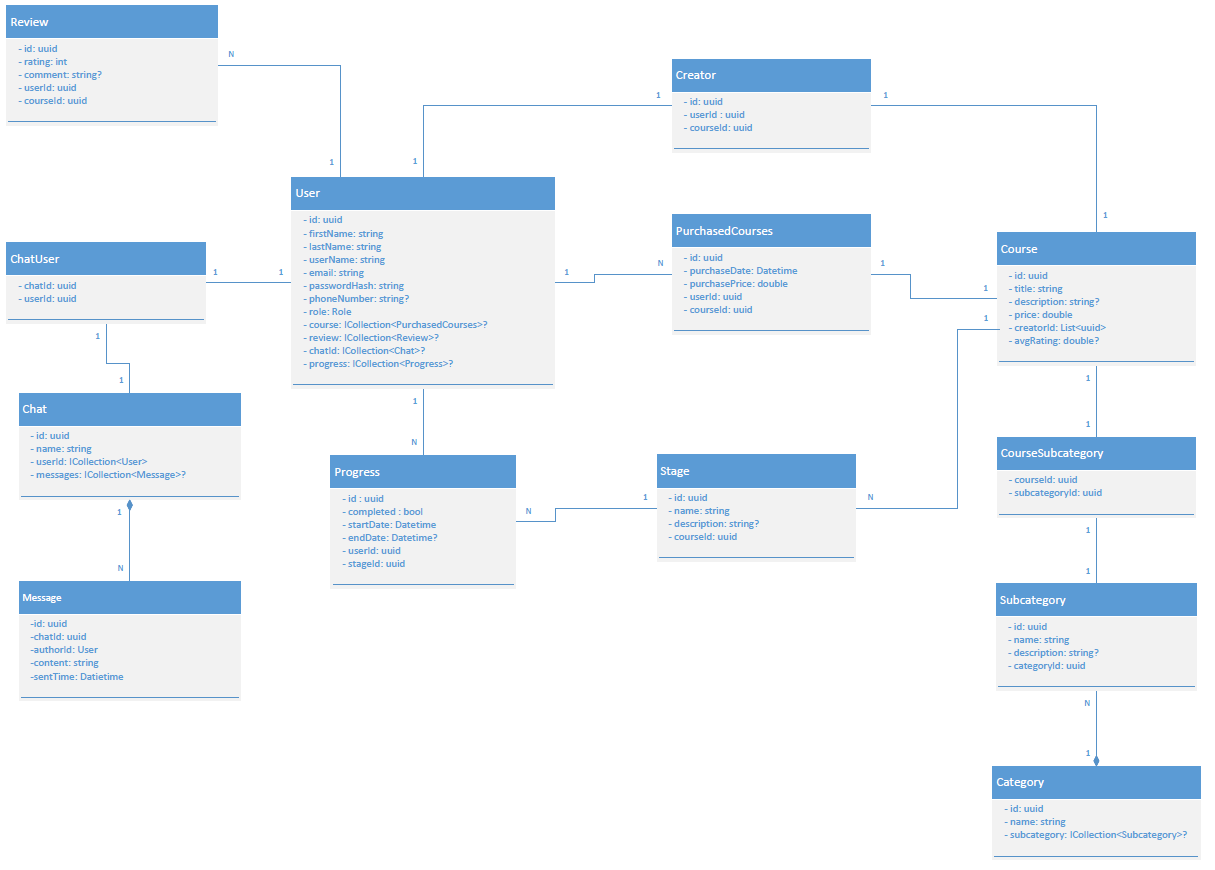 Review
- id: uuid
- rating: int
- comment: string?
- userId: uuid
- courseId: uuid
N
1
Creator
- id: uuid
- userId : uuid
- courseId: uuid
1
1
1
1
User
- id: uuid
- firstName: string
- lastName: string
- userName: string
- email: string
- passwordHash: string
- phoneNumber: string?
- role: Role
- course: ICollection<PurchasedCourses>?
- review: ICollection<Review>?
- chatId: ICollection<Chat>?
- progress: ICollection<Progress>?
ChatUser
- chatId: uuid
- userId: uuid
1
1
1
1
PurchasedCourses
- id: uuid
- purchaseDate: Datetime
- purchasePrice: double
- userId: uuid
- courseId: uuid
1
N
1
1
Course
- id: uuid
- title: string
- description: string?
- price: double
- creatorId: List<uuid>
- avgRating: double?
1
Chat
- id: uuid
- name: string
- userId: ICollection<User>
- messages: ICollection<Message>?
1
N
Message
-id: uuid
-chatId: uuid
-authorId: User
-content: string
-sentTime: Datietime
1
N
Progress
- id : uuid
- completed : bool
- startDate: Datetime
- endDate: Datetime?
- userId: uuid
- stageId: uuid
N
1
Stage
- id: uuid
- name: string
- description: string?
- courseId: uuid
N
1
1
CourseSubcategory
- courseId: uuid
- subcategoryId: uuid
1
1
Subcategory
- id: uuid
- name: string
- description: string?
- categoryId: uuid
N
1
Category
- id: uuid
- name: string
- subcategory: ICollection<Subcategory>?